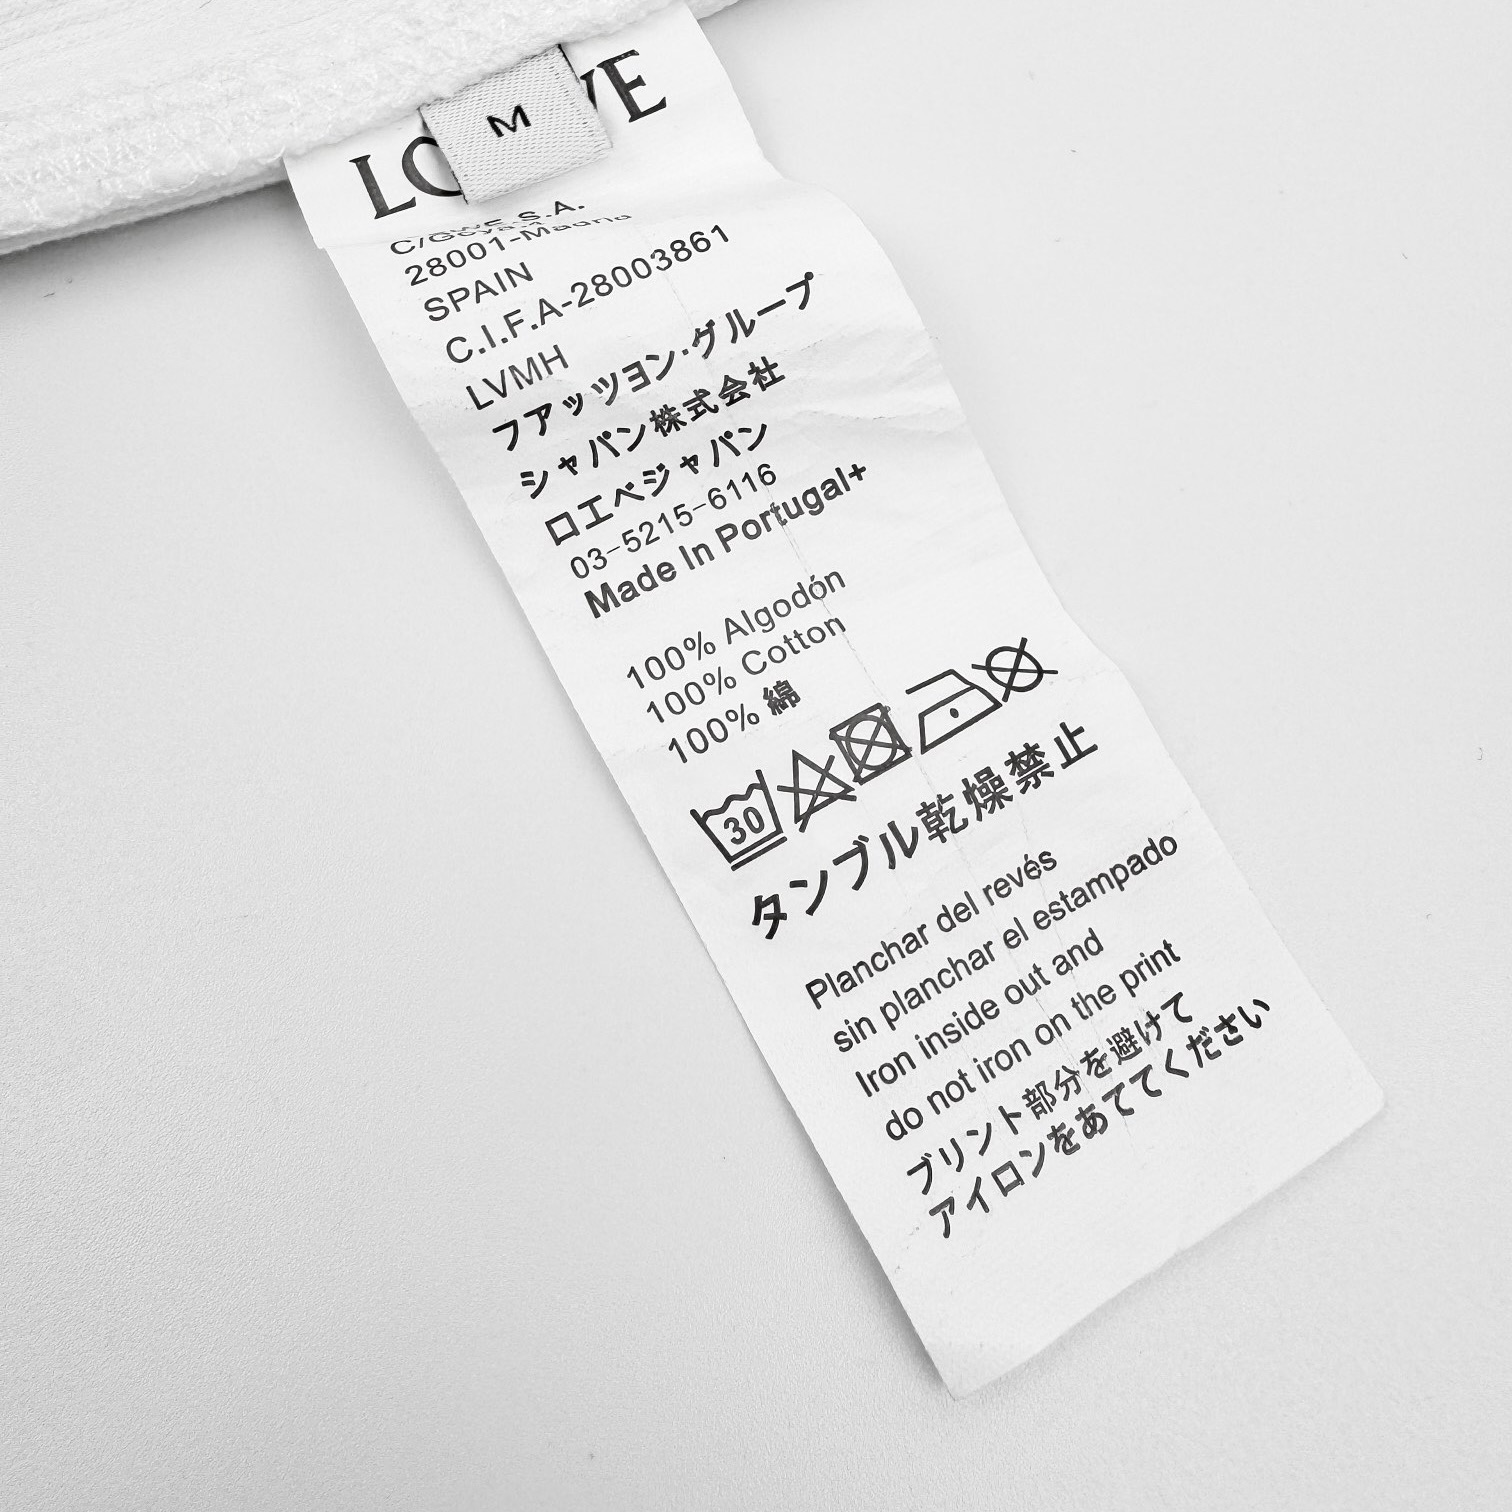 M
C/Goya-4
28001-Madrid
SPAIN
C.I.F.A-28003861
LVMH
フアッツヨン・グループ
シャパン株式会社
ロエベジャパン
03-5215-6116
Made In Portugal+
100% Algodón
100% Cotton
100% 綿
30
タンブル乾燥禁止
Planchar del revés
sin planchar el estampado
Iron inside out and
do not iron on the print
プリント部分を避けて
アイロンをあててください